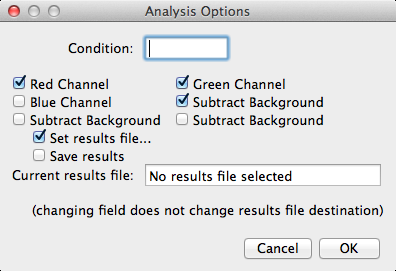 Analysis Options
Condition:
Red Channel Green Channel
Blue Channel Subtract Background
Subtract Background Subtract Background
Set results file...
Save results
Current results file: No results file selected
(changing field does not change results file destination)
Cancel OK